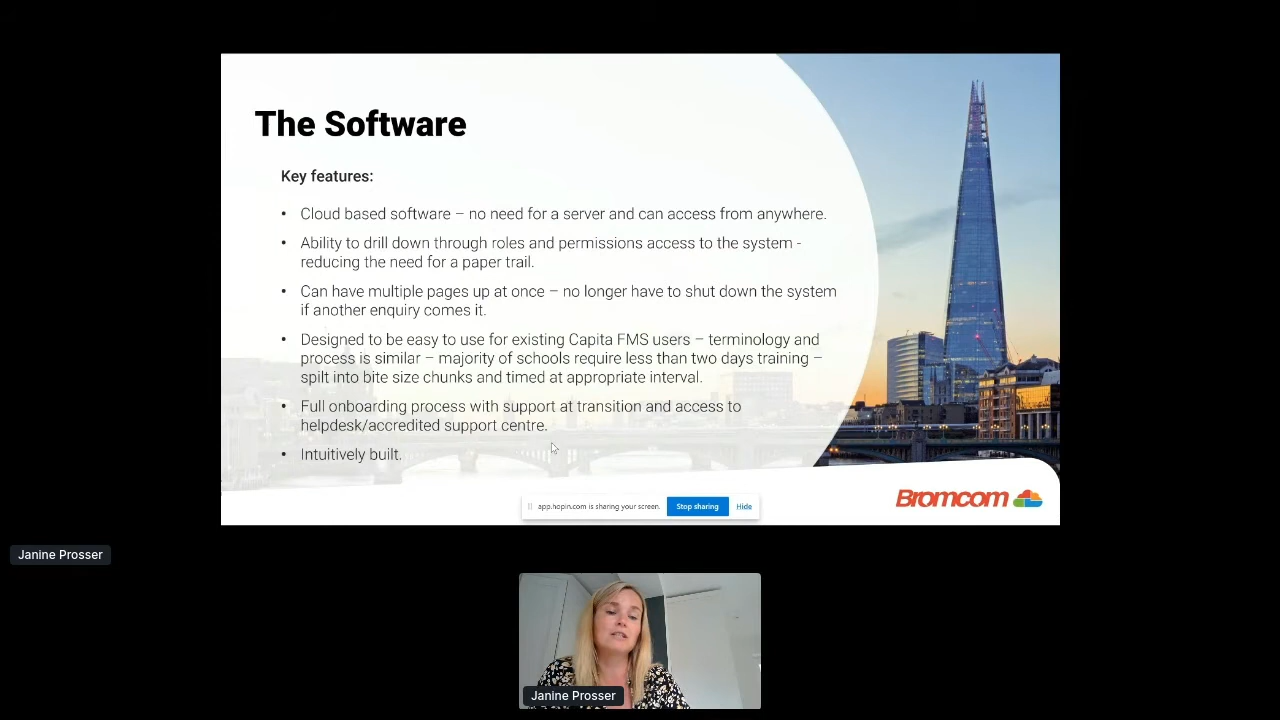 The Software
Key features:
• Cloud based software – no need for a server and can access from anywhere.
• Ability to drill down through roles and permissions access to the system -
reducing the need for a paper trail.
• Can have multiple pages up at once – no longer have to shut down the system
if another enquiry comes it.
• Designed to be easy to use for existing Capita FMS users – terminology and
process is similar – majority of schools require less than two days training –
spilt into bite size chunks and timed at appropriate interval.
• Full onboarding process with support at transition and access to
helpdesk/accredited support centre.
• Intuitively built.
Bromcom
app.hopin.com is sharing your screen. Stop sharing Hide
Janine Prosser
Janine Prosser